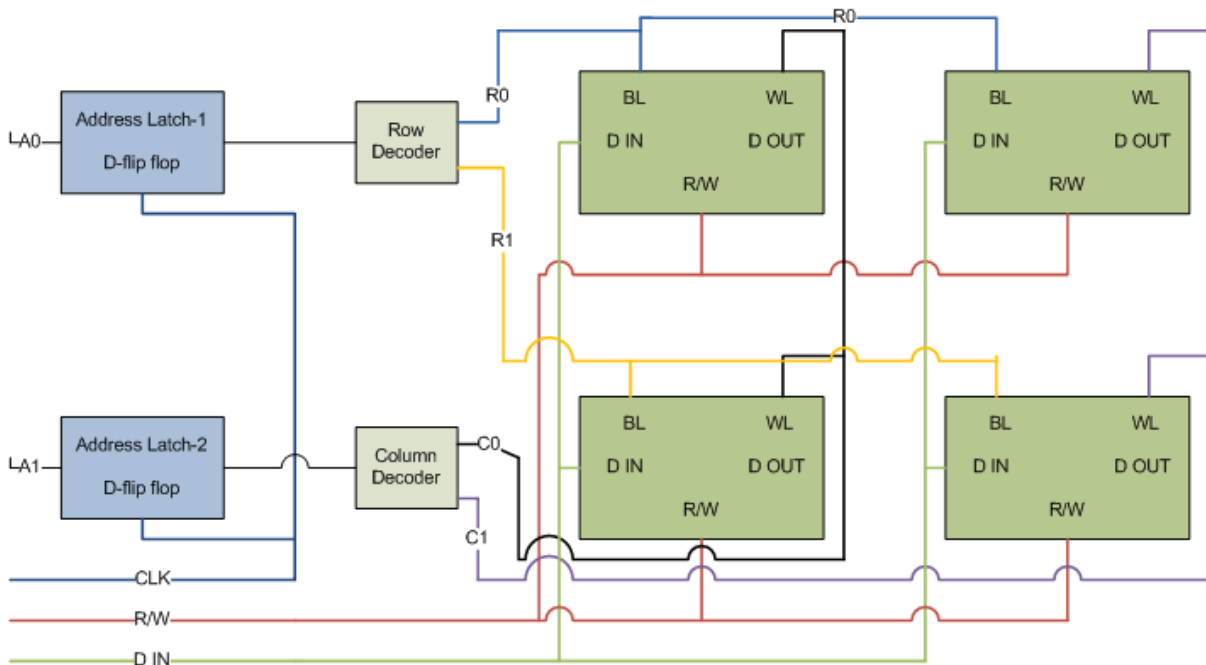 R0
BL WL
BL WL
Address Latch-1
D-flip flop
A0
R0
Row
Decoder
D IN D OUT
D IN D OUT
R/W
R/W
R1
BL WL
BL WL
Address Latch-2
D-flip flop
A1
C0
Column
Decoder
D IN D OUT
D IN D OUT
R/W
R/W
C1
CLK
R/W
D IN